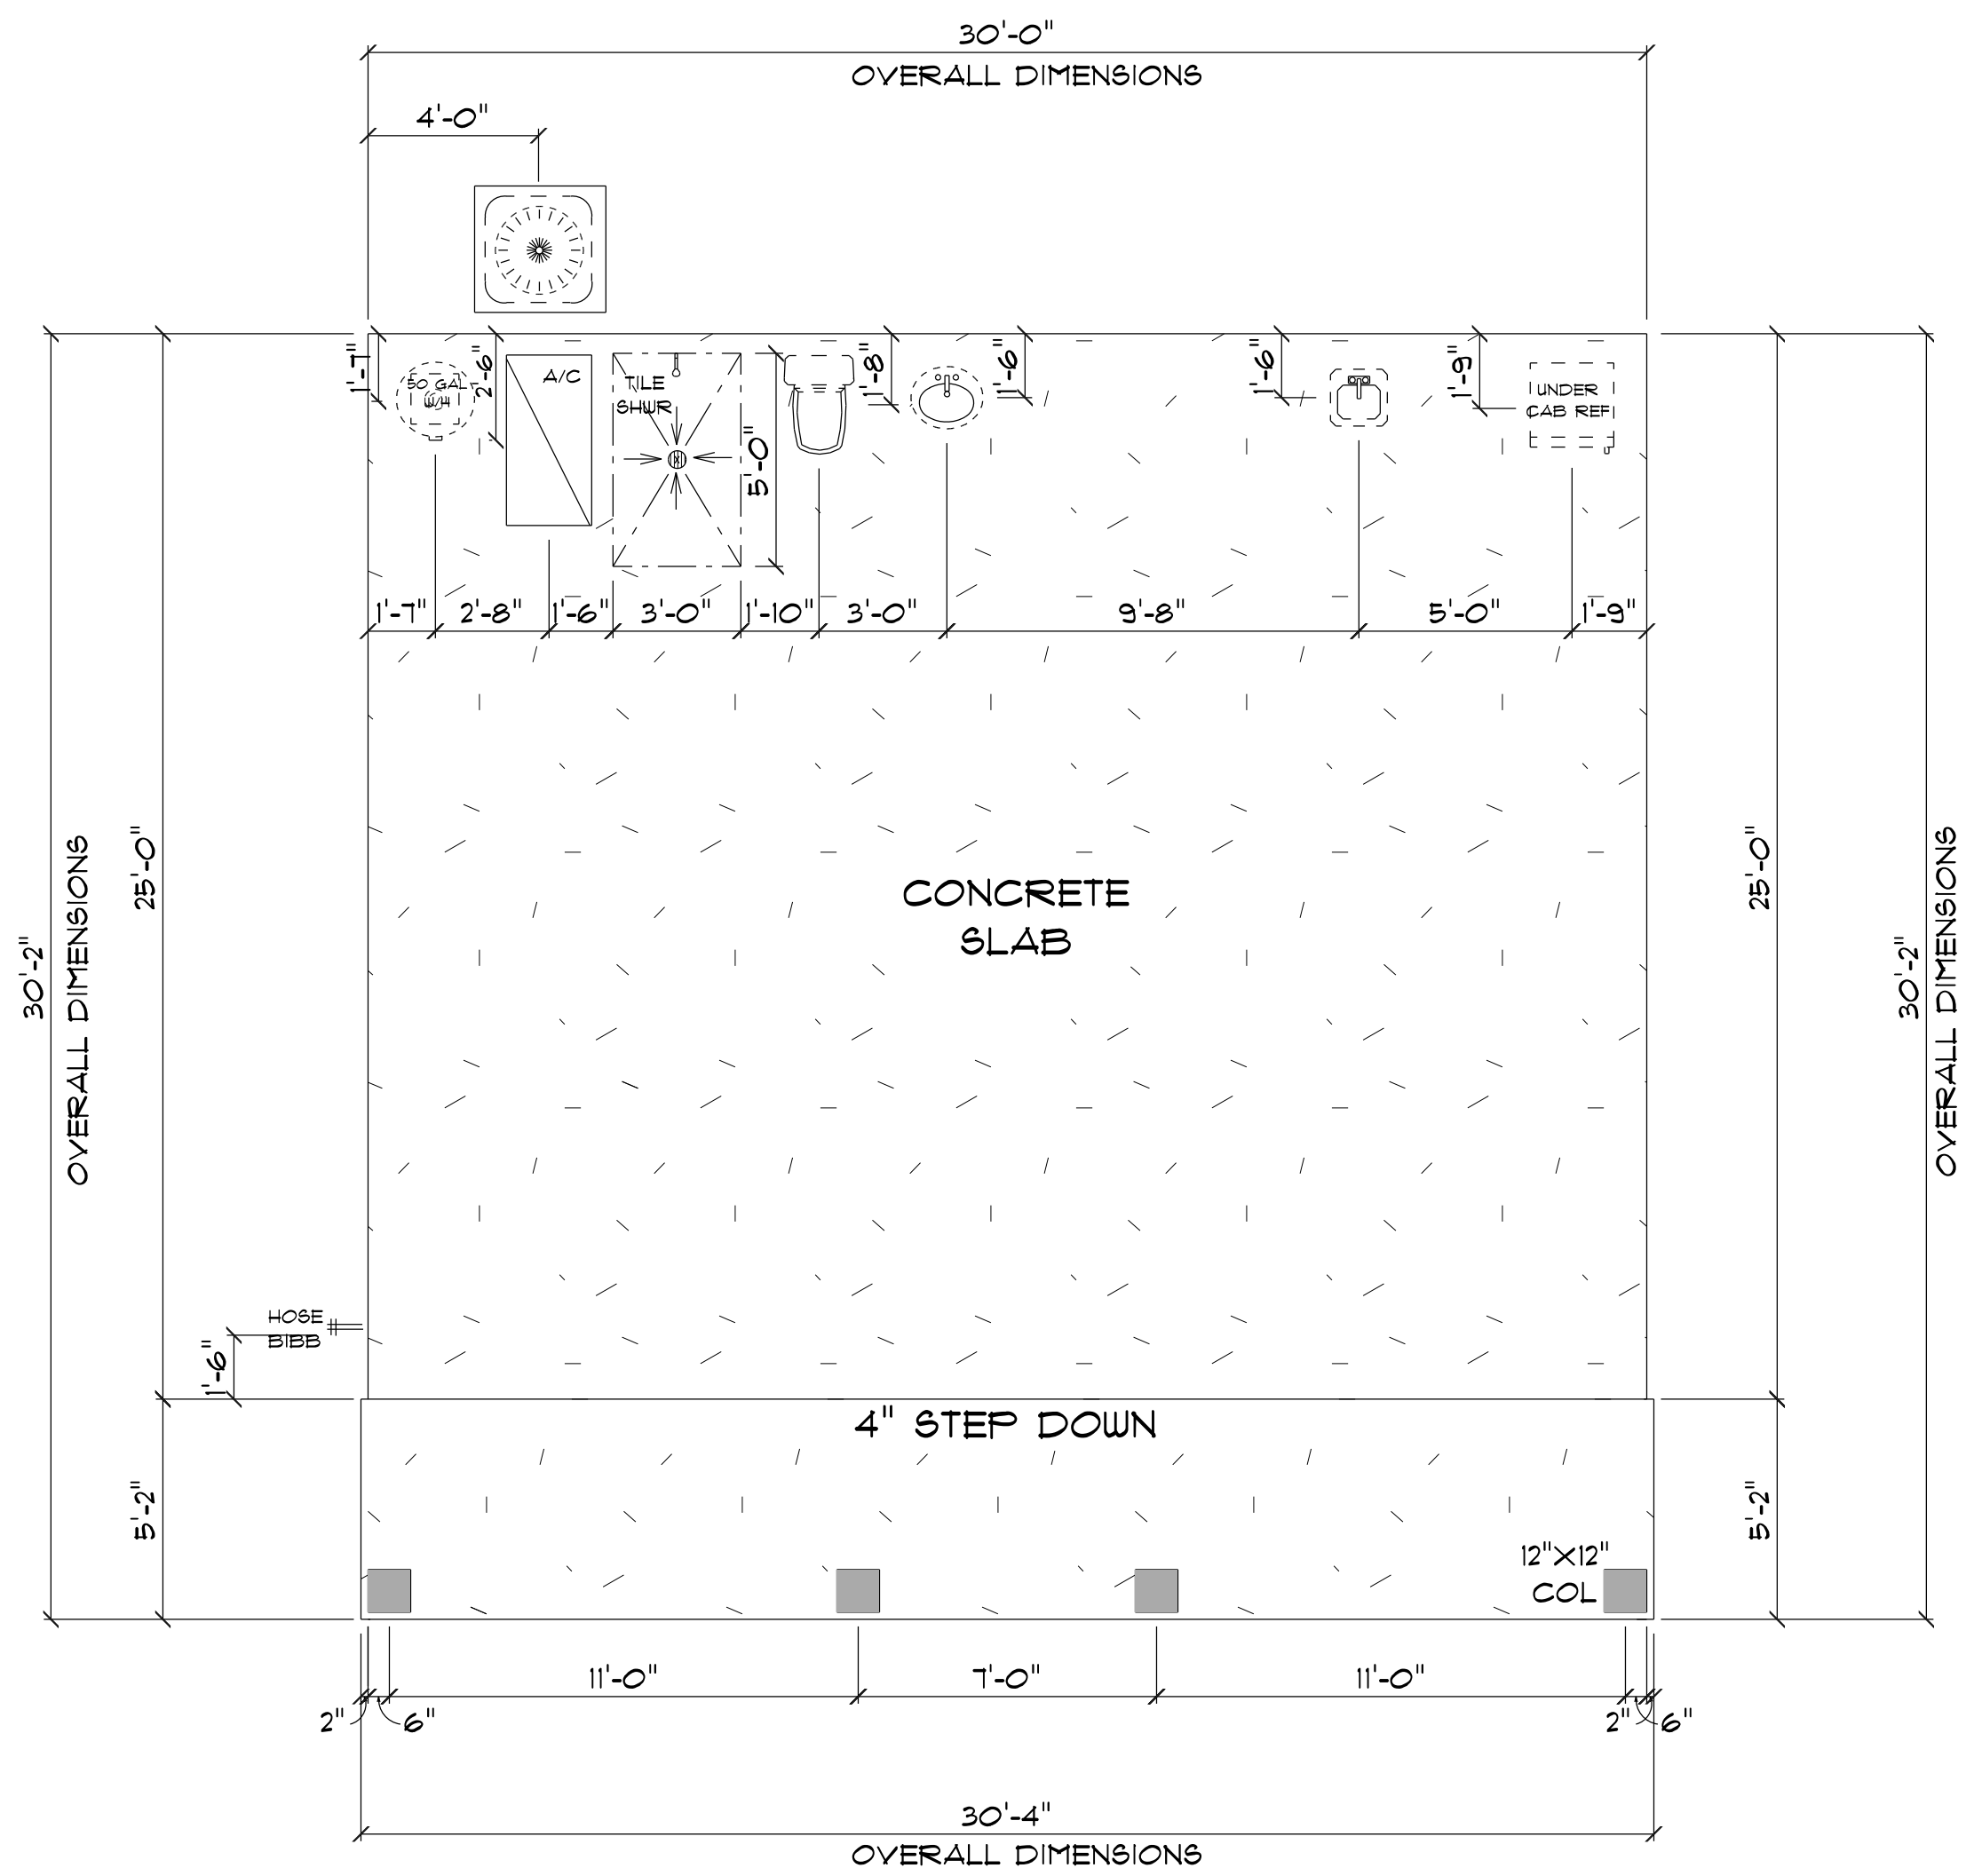 30'-0"
OVERALL DIMENSIONS
4'-0"
1'-7"
50 GAL
W/H
2'-6"
A/C
TILE
SHUR
5'-0"
1'-8"
1'-6"
1'-6"
1'-9"
UNDER
CAB REF
1'-7"
2'-8"
1'-6"
3'-0"
1'-10"
3'-0"
9'-8"
5'-0"
1'-9"
30'-2"
OVERALL DIMENSIONS
25'-0"
CONCRETE
SLAB
25'-0"
30'-2"
OVERALL DIMENSIONS
HOSE
BIBB
1'-6"
4" STEP DOWN
5'-2"
12"X12"
COL
5'-2"
11'-0"
7'-0"
11'-0"
2"
6"
2"
6"
30'-4"
OVERALL DIMENSIONS